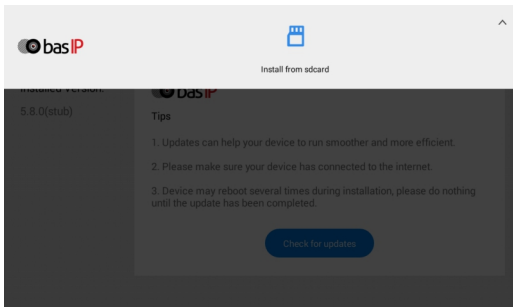 bas IP
Install from sdcard
Installed Version:
5.8.0(stub)
bas IP
Tips
1. Updates can help your device to run smoother and more efficient.
2. Please make sure your device has connected to the internet.
3. Device may reboot several times during installation, please do nothing
until the update has been completed.
Check for updates